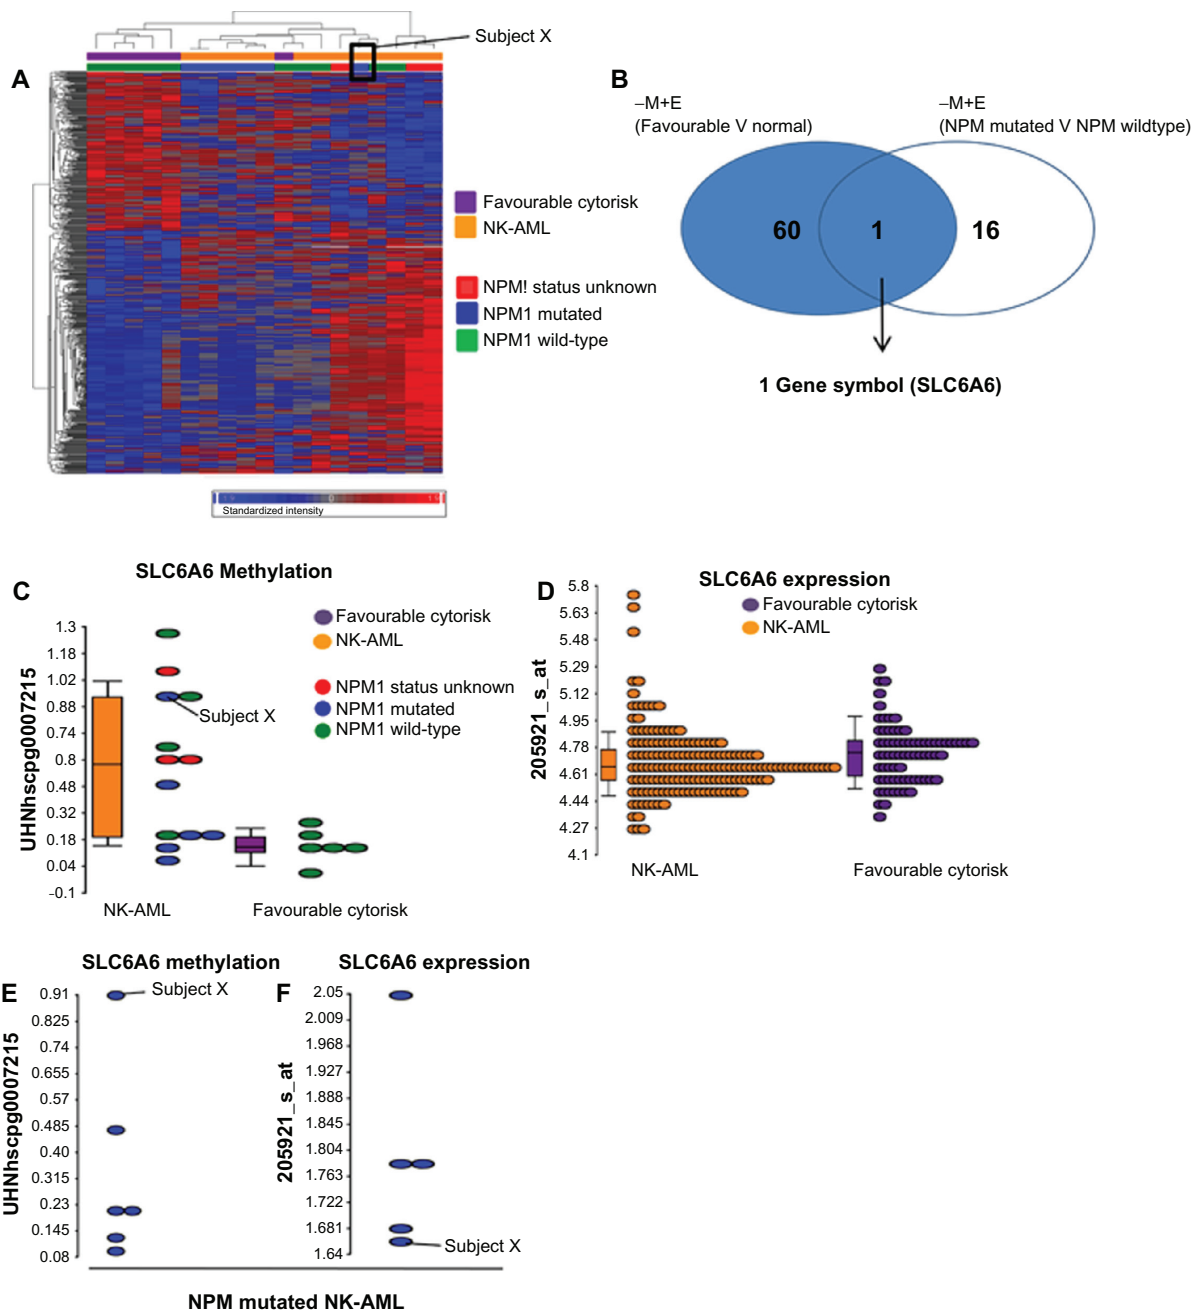 Subject X
A
Favourable cytorisk
NK-AML
NPM! status unknown
NPM1 mutated
NPM1 wild-type
0
Standardized intensity
B
–M+E
(Favourable V normal)
–M+E
(NPM mutated V NPM wildtype)
60
1
16
1 Gene symbol (SLC6A6)
C
SLC6A6 Methylation
UHNhscpg0007215
1.3
1.18
1.02
0.88
0.74
0.8
0.48
0.32
0.18
0.04
-0.1
Favourable cytorisk
NK-AML
NPM1 status unknown
NPM1 mutated
NPM1 wild-type
Subject X
NK-AML
Favourable cytorisk
D
SLC6A6 expression
Favourable cytorisk
NK-AML
205921_s_at
5.8
5.63
5.48
5.29
5.12
4.95
4.78
4.61
4.44
4.27
4.1
NK-AML
Favourable cytorisk
E
SLC6A6 methylation
UHNhscpg0007215
0.91
0.825
0.74
0.655
0.57
0.485
0.40
0.315
0.23
0.145
0.08
Subject X
F
SLC6A6 expression
205921_s_at
2.05
2.009
1.968
1.927
1.888
1.845
1.804
1.763
1.722
1.681
1.64
Subject X
NPM mutated NK-AML